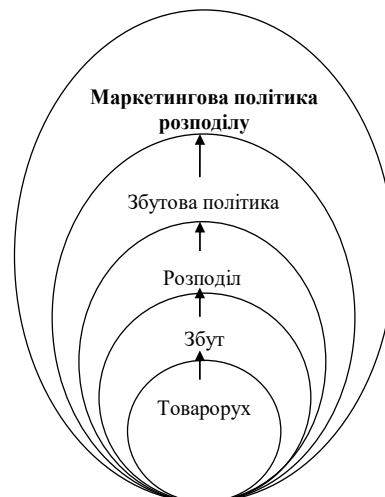 Маркетингова політика
розподілу
Збутова політика
Розподіл
Збут
Товарорух